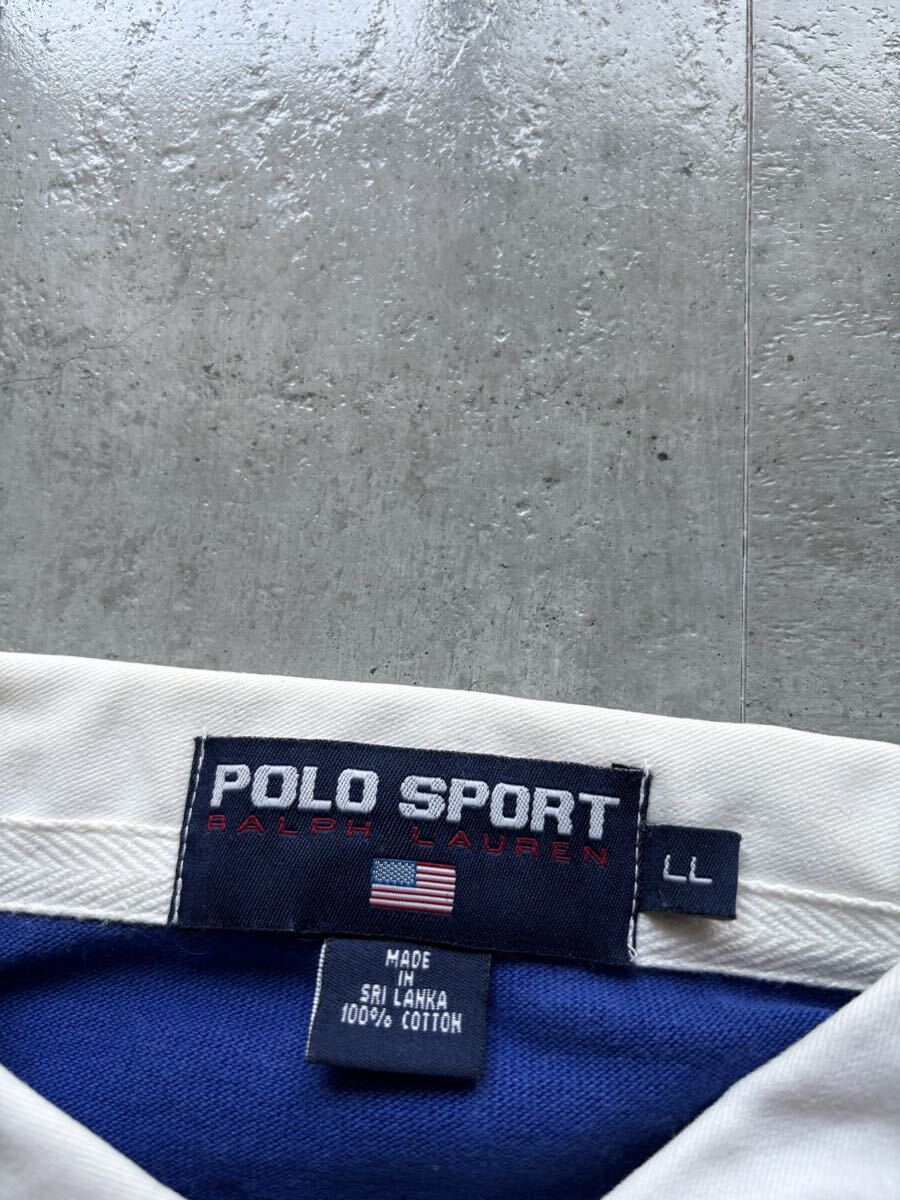 POLO SPORT
RALPH LAUREN
LL
MADE
IN
SRI LANKA
100% COTTON